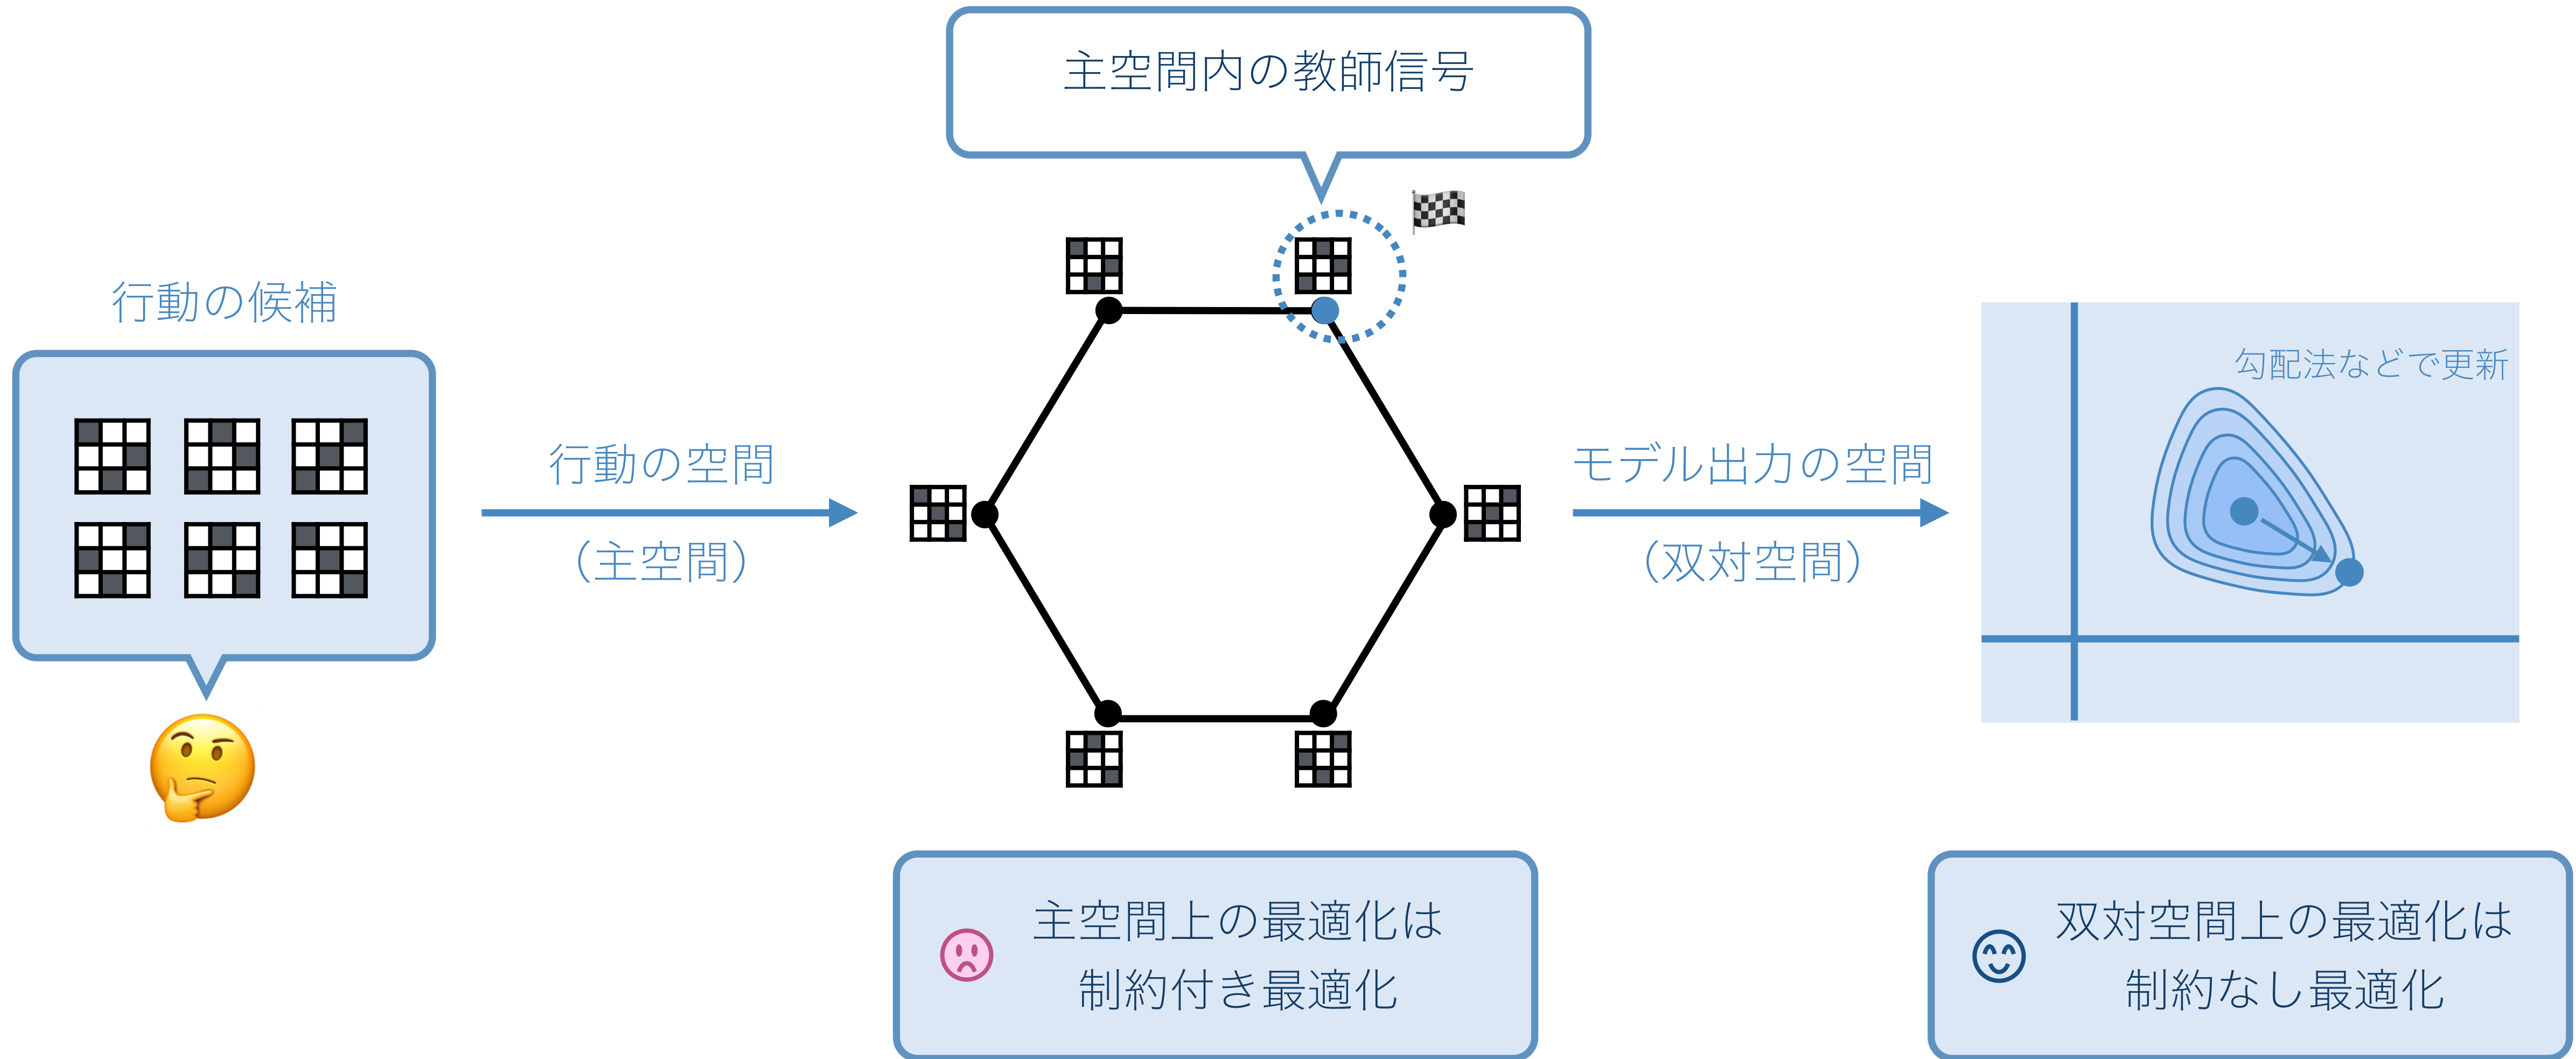 主空間内の教師信号
行動の候補
行動の空間
（主空間）
モデル出力の空間
（双対空間）
勾配法などで更新
主空間上の最適化は
制約付き最適化
双対空間上の最適化は
制約なし最適化